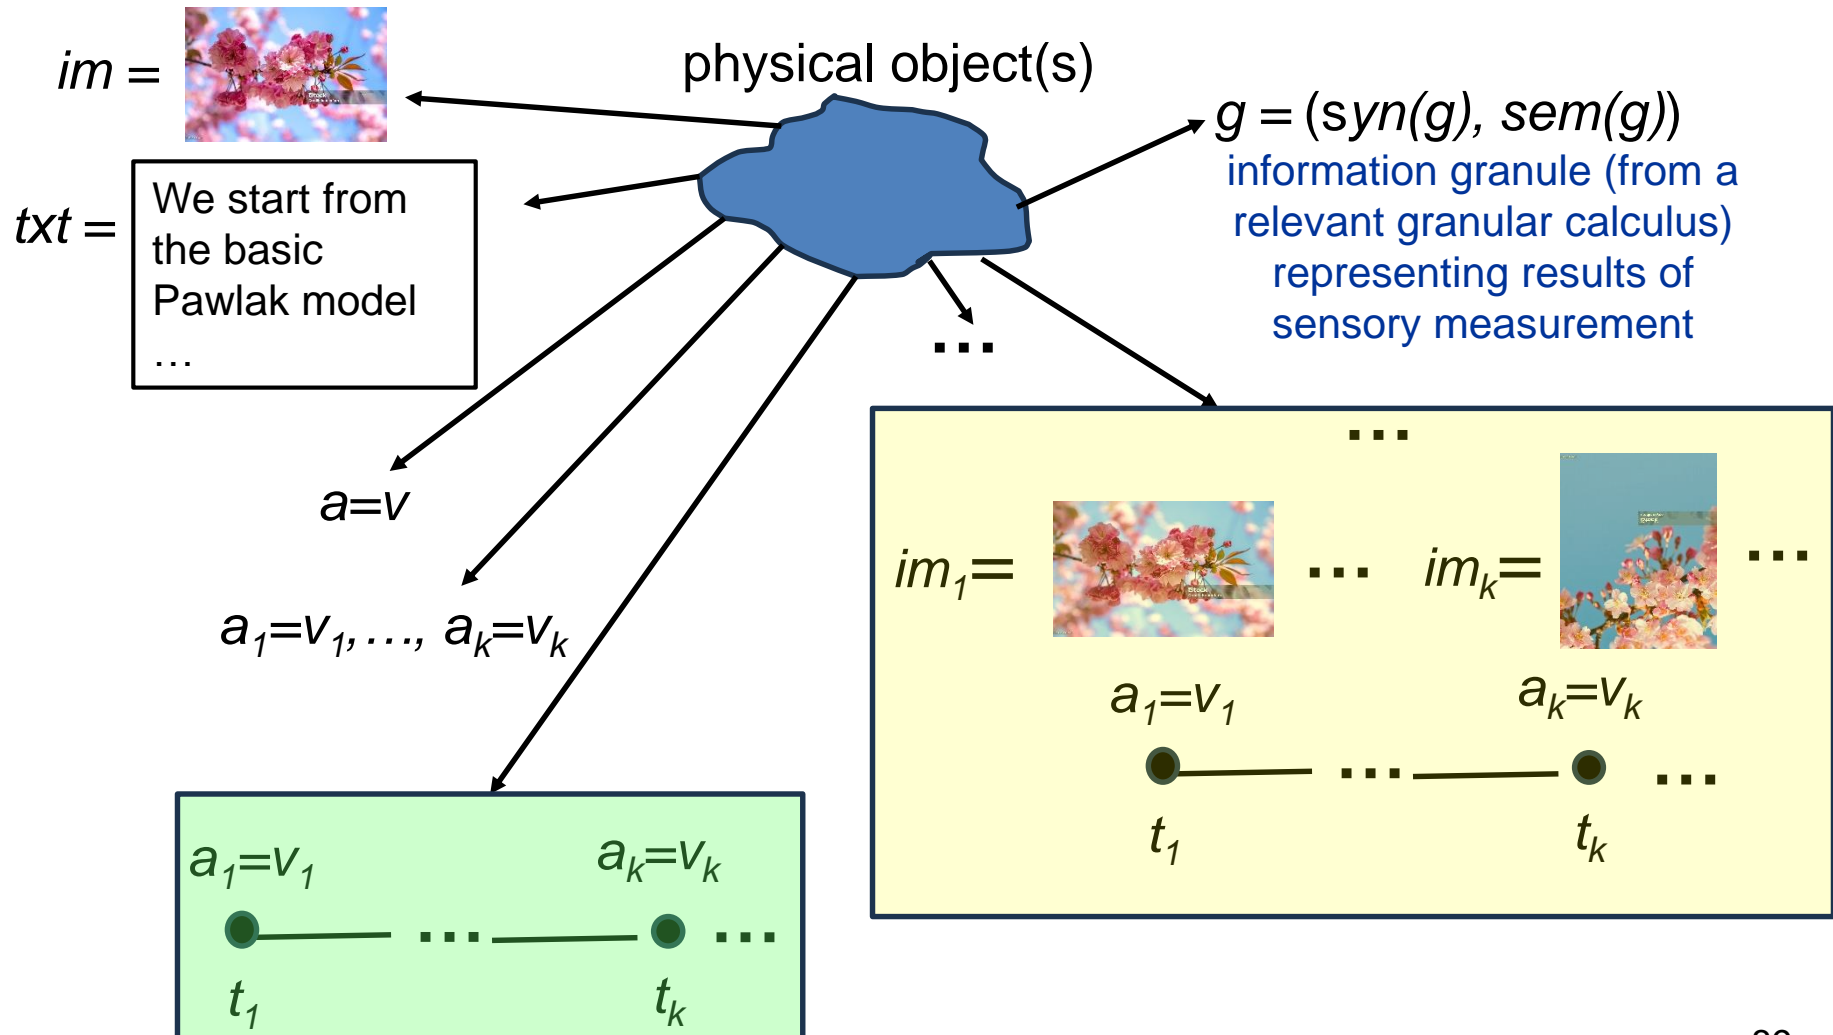 im =
physical object(s)
g = (syn(g), sem(g))
information granule (from a
relevant granular calculus)
representing results of
sensory measurement
txt =
We start from
the basic
Pawlak model
…
…
a=v
a₁=v₁,…, aₖ=vₖ
…
im₁= … imₖ= …
a₁=v₁ aₖ=vₖ
… …
t₁ tₖ
a₁=v₁ aₖ=vₖ
… …
t₁ tₖ